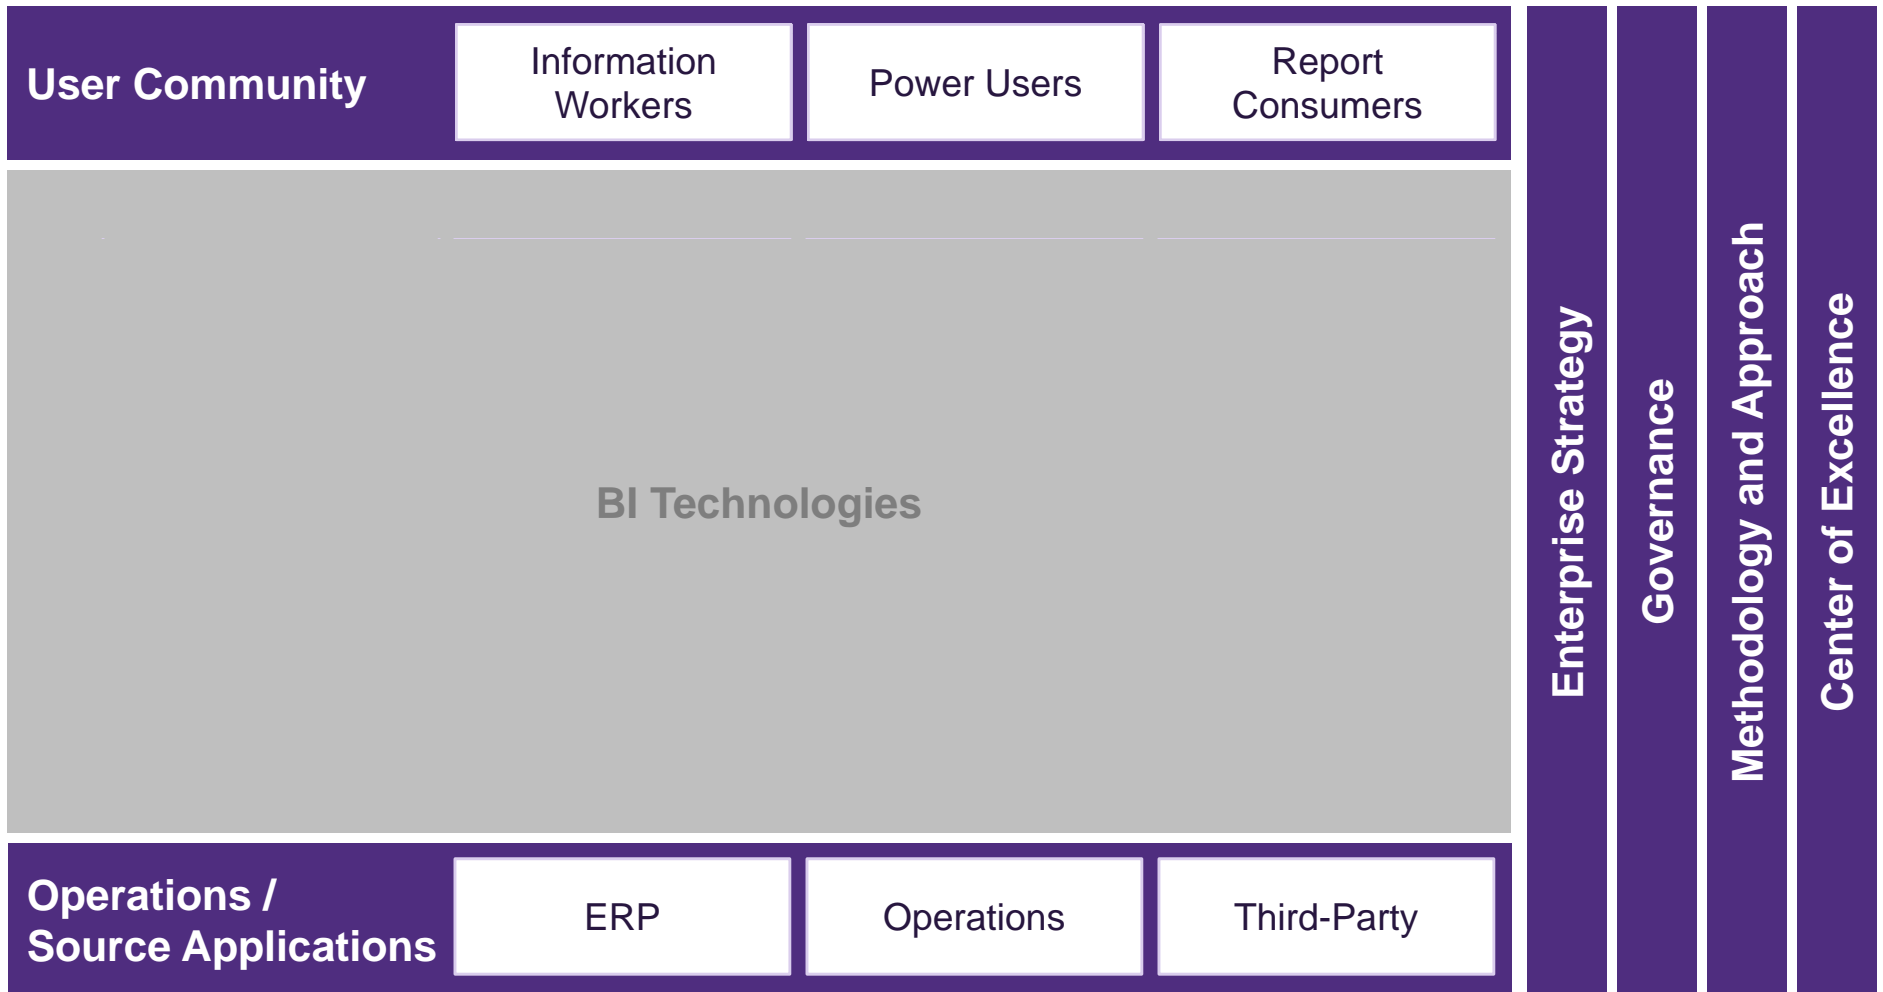 User Community
Information
Workers
Power Users
Report
Consumers
BI Technologies
Operations /
Source Applications
ERP
Operations
Third-Party
Enterprise Strategy
Governance
Methodology and Approach
Center of Excellence